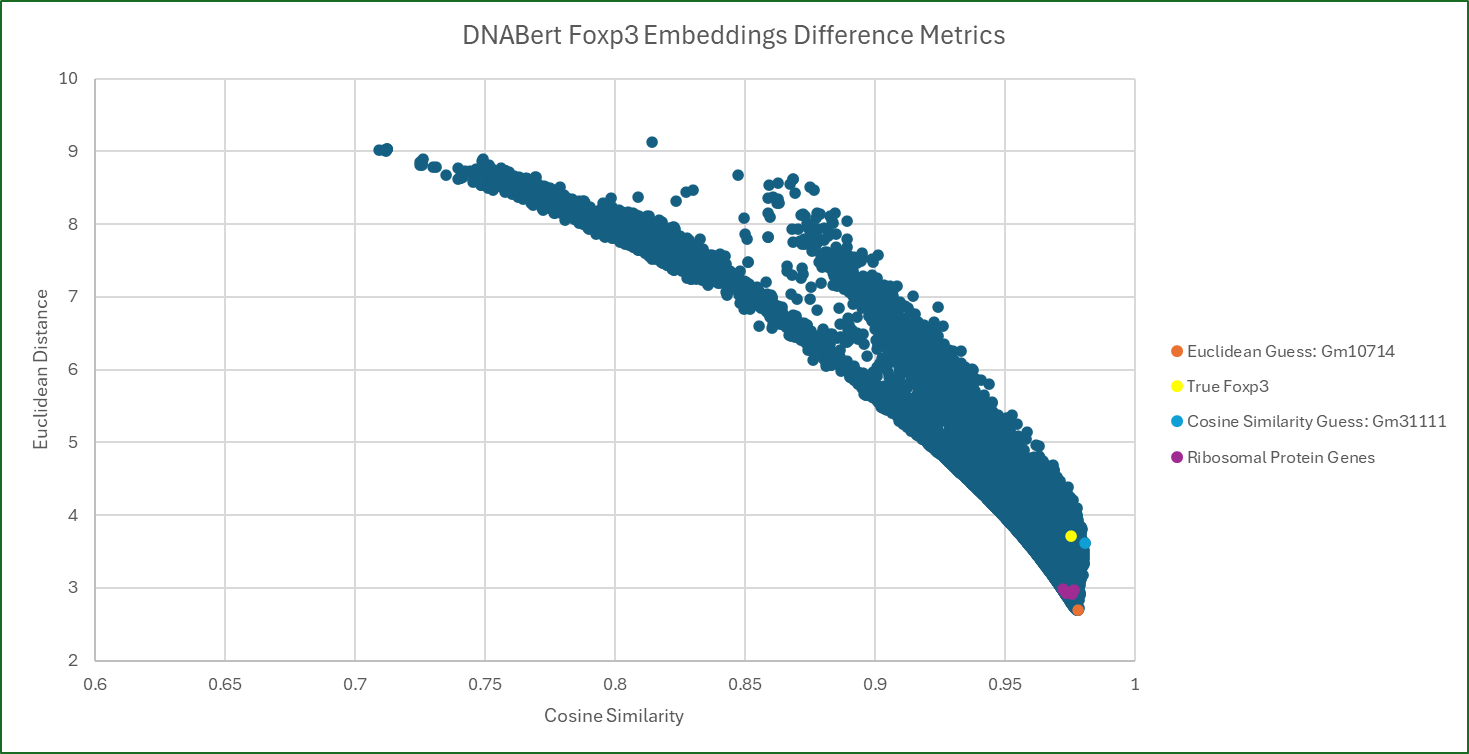 DNABert Foxp3 Embeddings Difference Metrics
10
9
8
7
6
5
4
3
2
Euclidean Distance
0.6 0.65 0.7 0.75 0.8 0.85 0.9 0.95 1
Cosine Similarity
Euclidean Guess: Gm10714
True Foxp3
Cosine Similarity Guess: Gm31111
Ribosomal Protein Genes